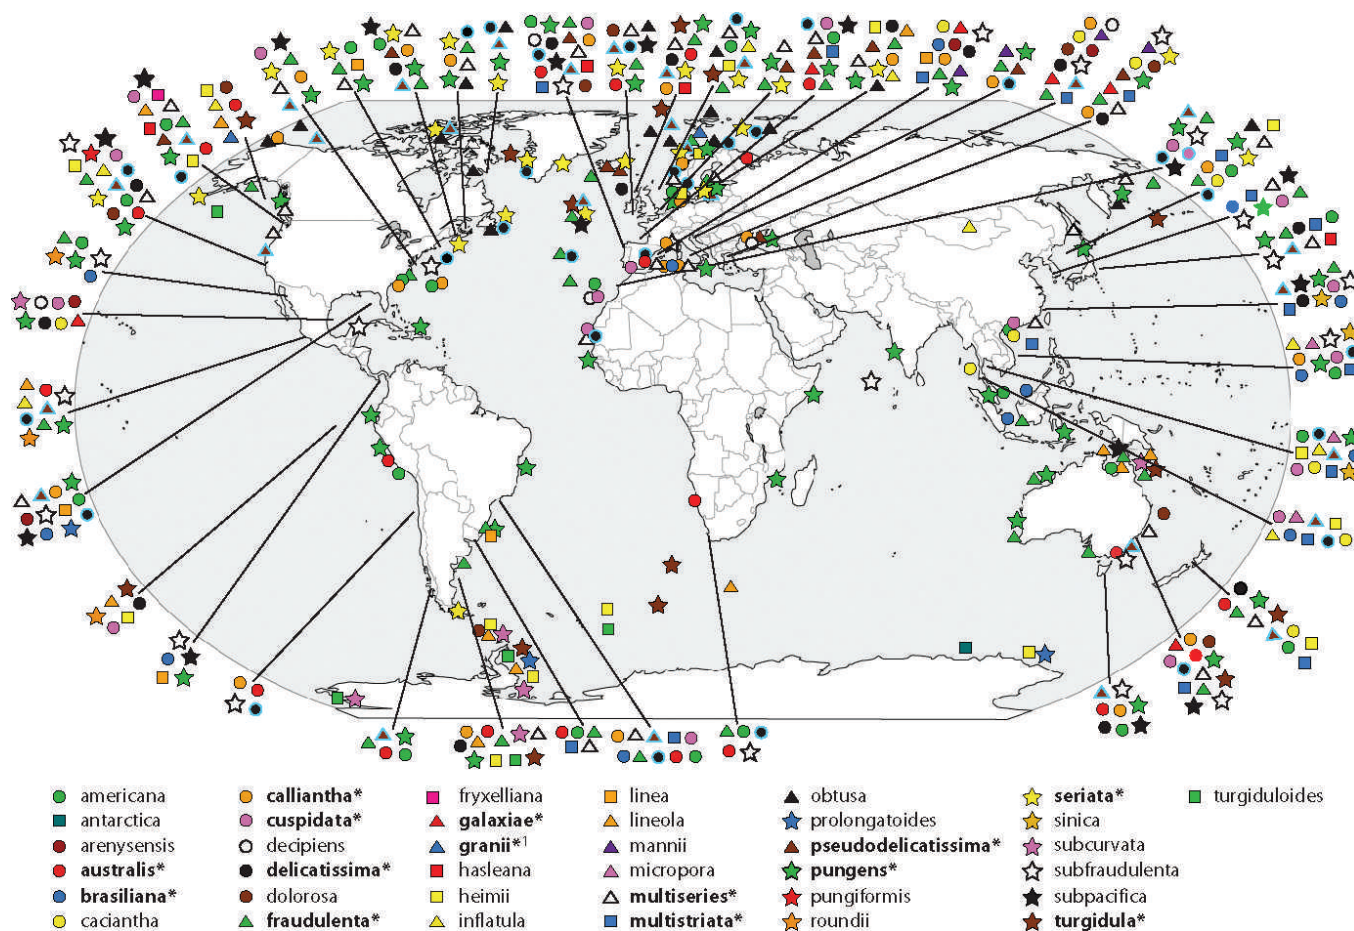 americana
antarctica
arenysensis
australis*
brasiliana*
caciantha
calliantha*
cuspidata*
decipiens
delicatissima*
dolorosa
fraudulenta*
fryxelliana
galaxiae*
granii*1
hasleana
heimii
inflatula
linea
lineola
mannii
micropora
multiseries*
multistriata*
obtusa
prolongatoides
pseudodelicatissima*
pungens*
pungiformis
roundii
seriata*
sinica
subcurvata
subfraudulenta
subpacifica
turgidula*
turgiduloides